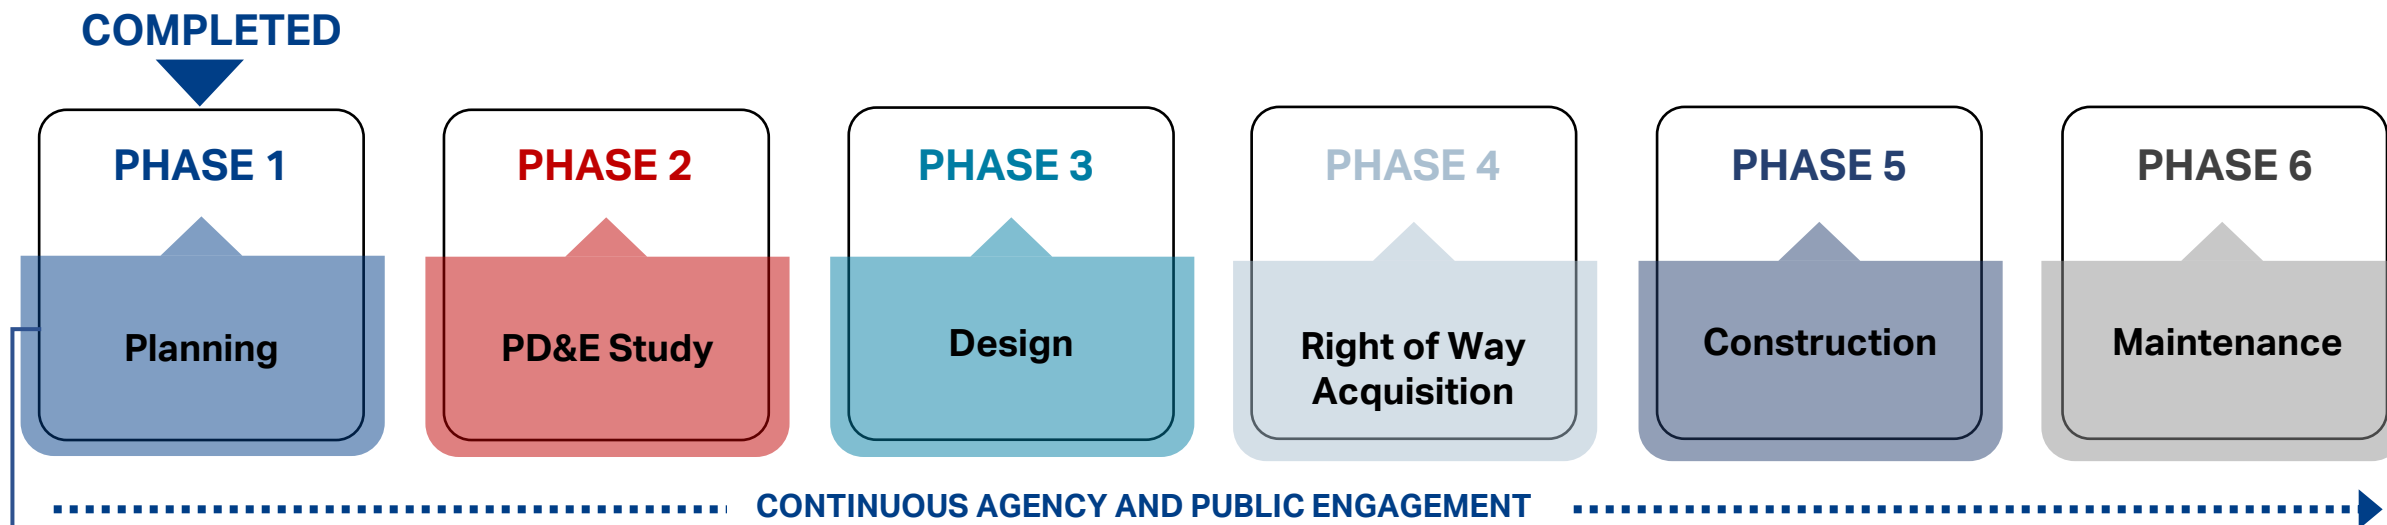 COMPLETED
PHASE 1
PHASE 2
PHASE 3
PHASE 4
PHASE 5
PHASE 6
Planning
PD&E Study
Design
Right of Way
Acquisition
Construction
Maintenance
CONTINUOUS AGENCY AND PUBLIC ENGAGEMENT